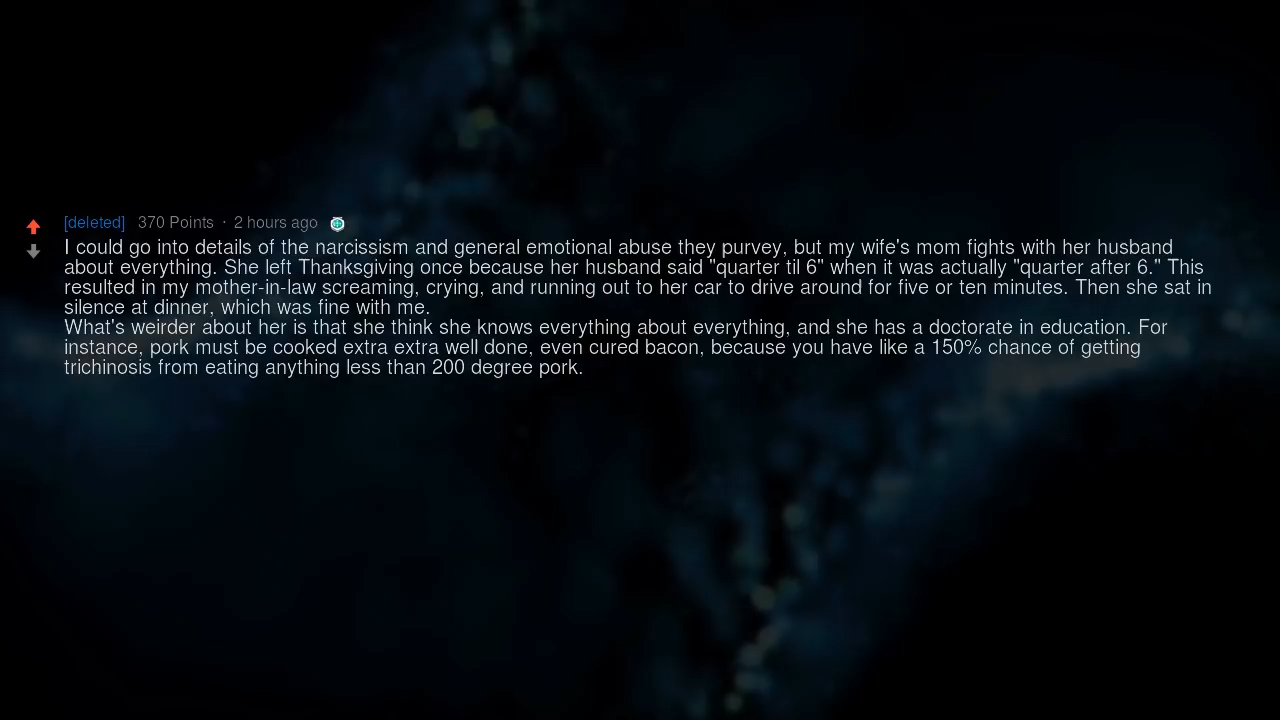 [deleted] 370 Points · 2 hours ago
I could go into details of the narcissism and general emotional abuse they purvey, but my wife's mom fights with her husband
about everything. She left Thanksgiving once because her husband said "quarter til 6" when it was actually "quarter after 6." This
resulted in my mother-in-law screaming, crying, and running out to her car to drive around for five or ten minutes. Then she sat in
silence at dinner, which was fine with me.
What's weirder about her is that she think she knows everything about everything, and she has a doctorate in education. For
instance, pork must be cooked extra extra well done, even cured bacon, because you have like a 150% chance of getting
trichinosis from eating anything less than 200 degree pork.